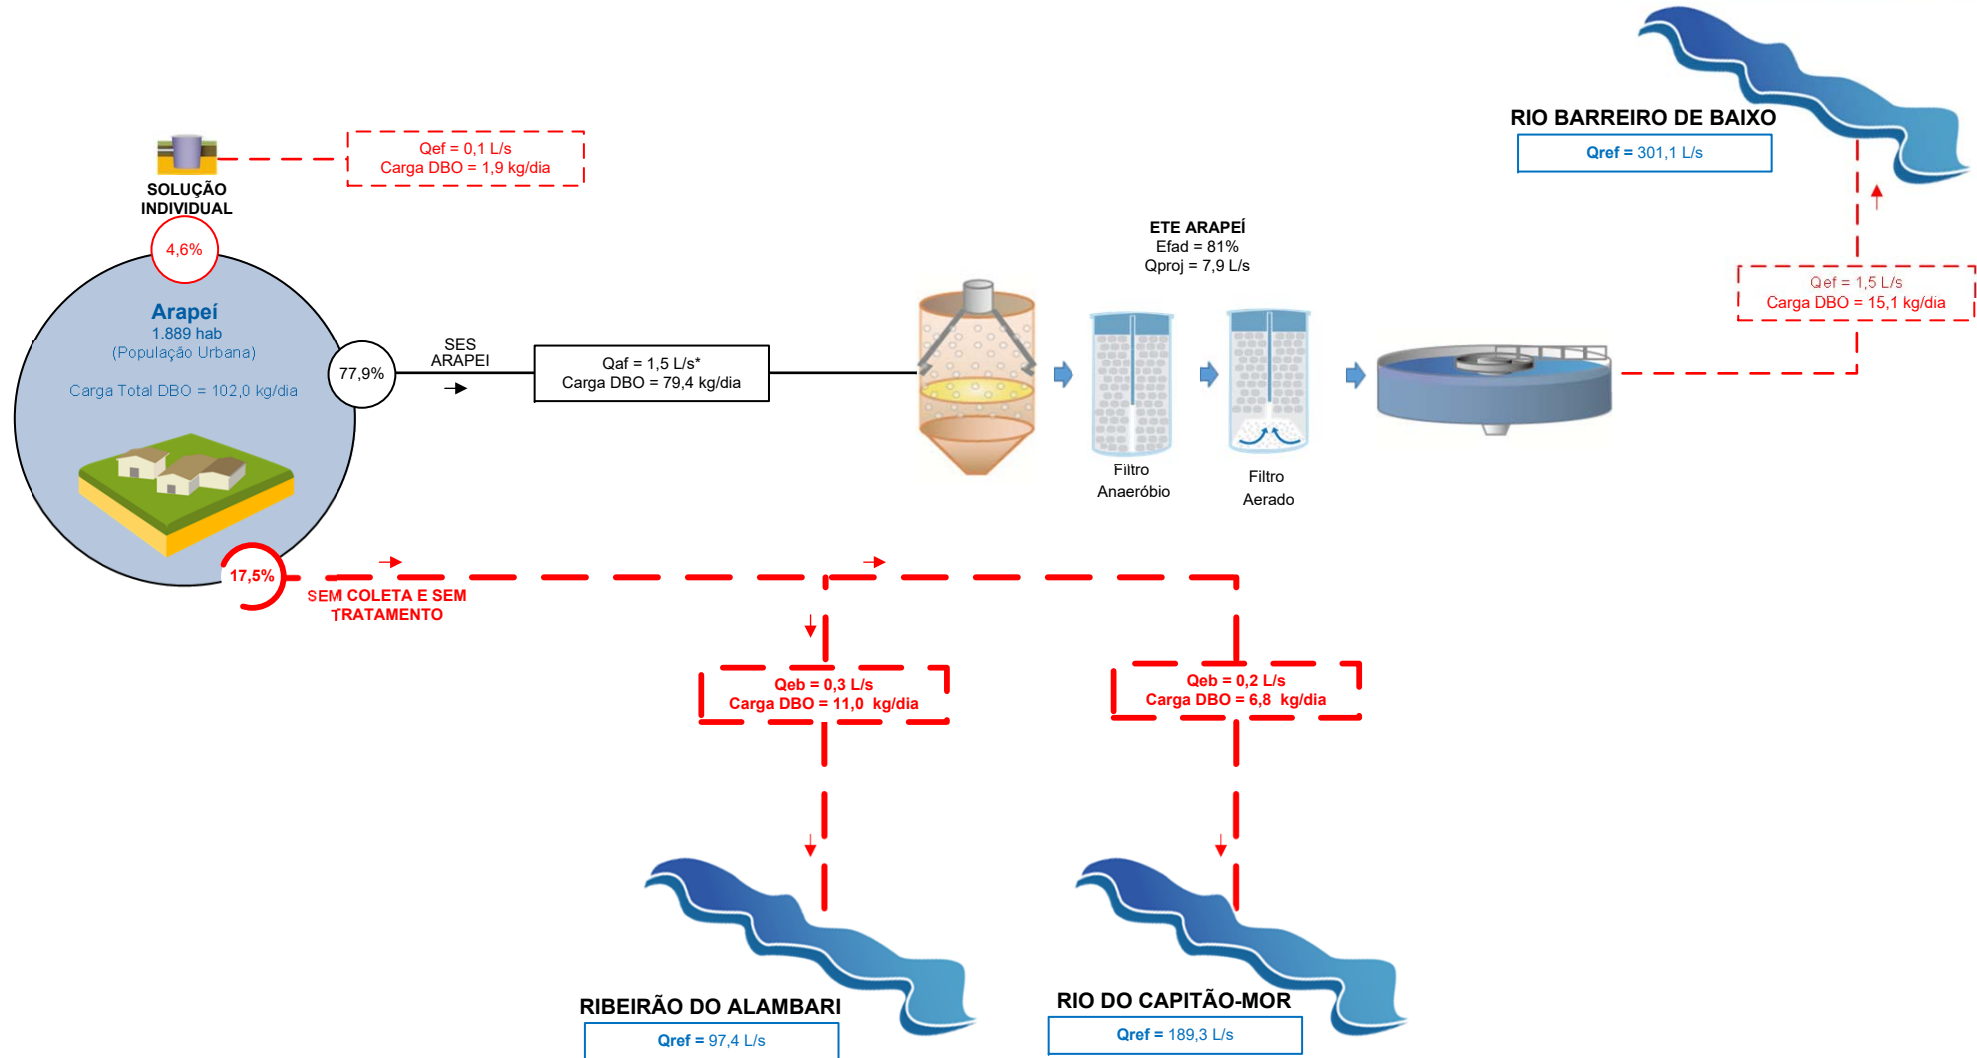 RIO BARREIRO DE BAIXO
Qref = 301,1 L/s
Qef = 0,1 L/s
Carga DBO = 1,9 kg/dia
SOLUÇÃO
INDIVIDUAL
4,6%
ETE ARAPEÍ
Efad = 81%
Qproj = 7,9 L/s
Qef = 1,5 L/s
Carga DBO = 15,1 kg/dia
Arapeí
1.889 hab
(População Urbana)
Carga Total DBO = 102,0 kg/dia
77,9%
SES
ARAPEI
Qaf = 1,5 L/s*
Carga DBO = 79,4 kg/dia
Filtro
Anaeróbio
Filtro
Aerado
17,5%
SEM COLETA E SEM
TRATAMENTO
Qeb = 0,3 L/s
Carga DBO = 11,0 kg/dia
Qeb = 0,2 L/s
Carga DBO = 6,8 kg/dia
RIBEIRÃO DO ALAMBARI
Qref = 97,4 L/s
RIO DO CAPITÃO-MOR
Qref = 189,3 L/s